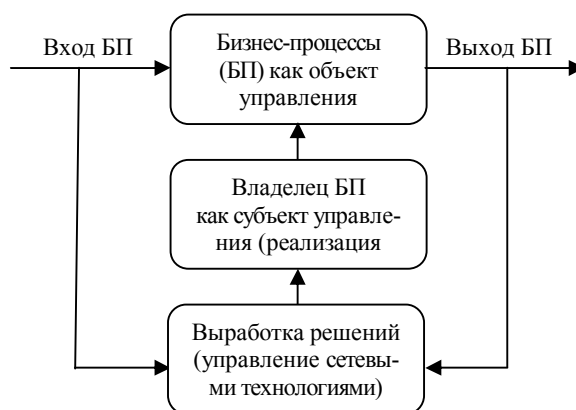 Вход БП
Бизнес-процессы
(БП) как объект
управления
Выход БП
Владелец БП
как субъект управле-
ния (реализация
Выработка решений
(управление сетевы-
ми технологиями)